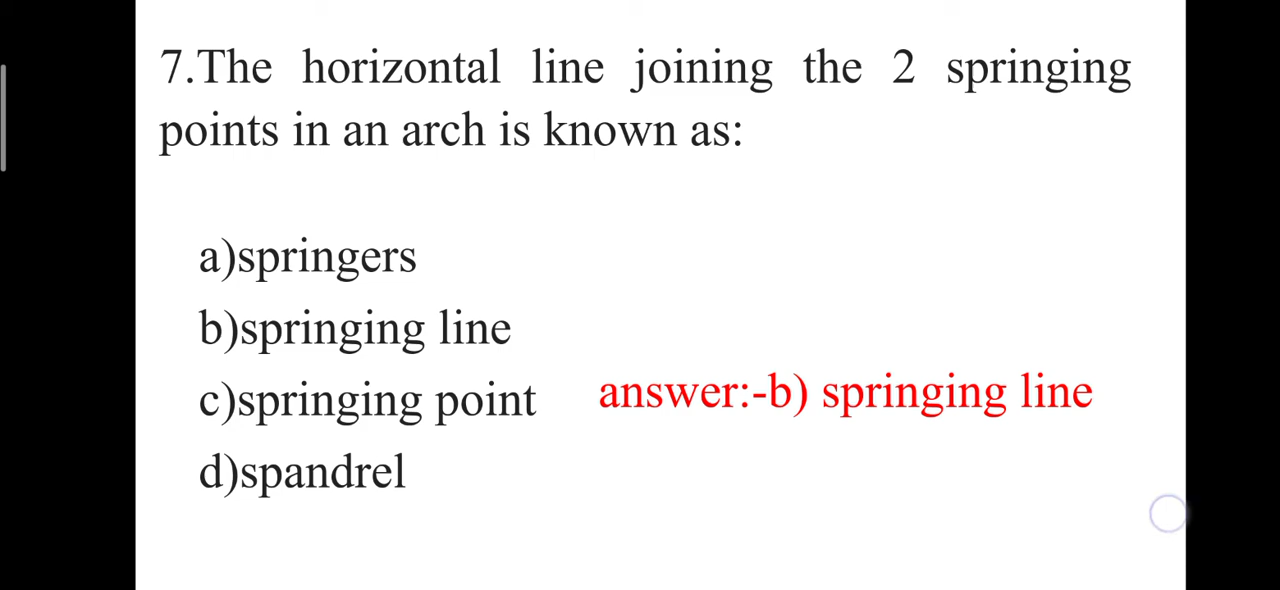 7.The horizontal line joining the 2 springing
points in an arch is known as:
a)springers
b)springing line
c)springing point
answer:-b) springing line
d)spandrel